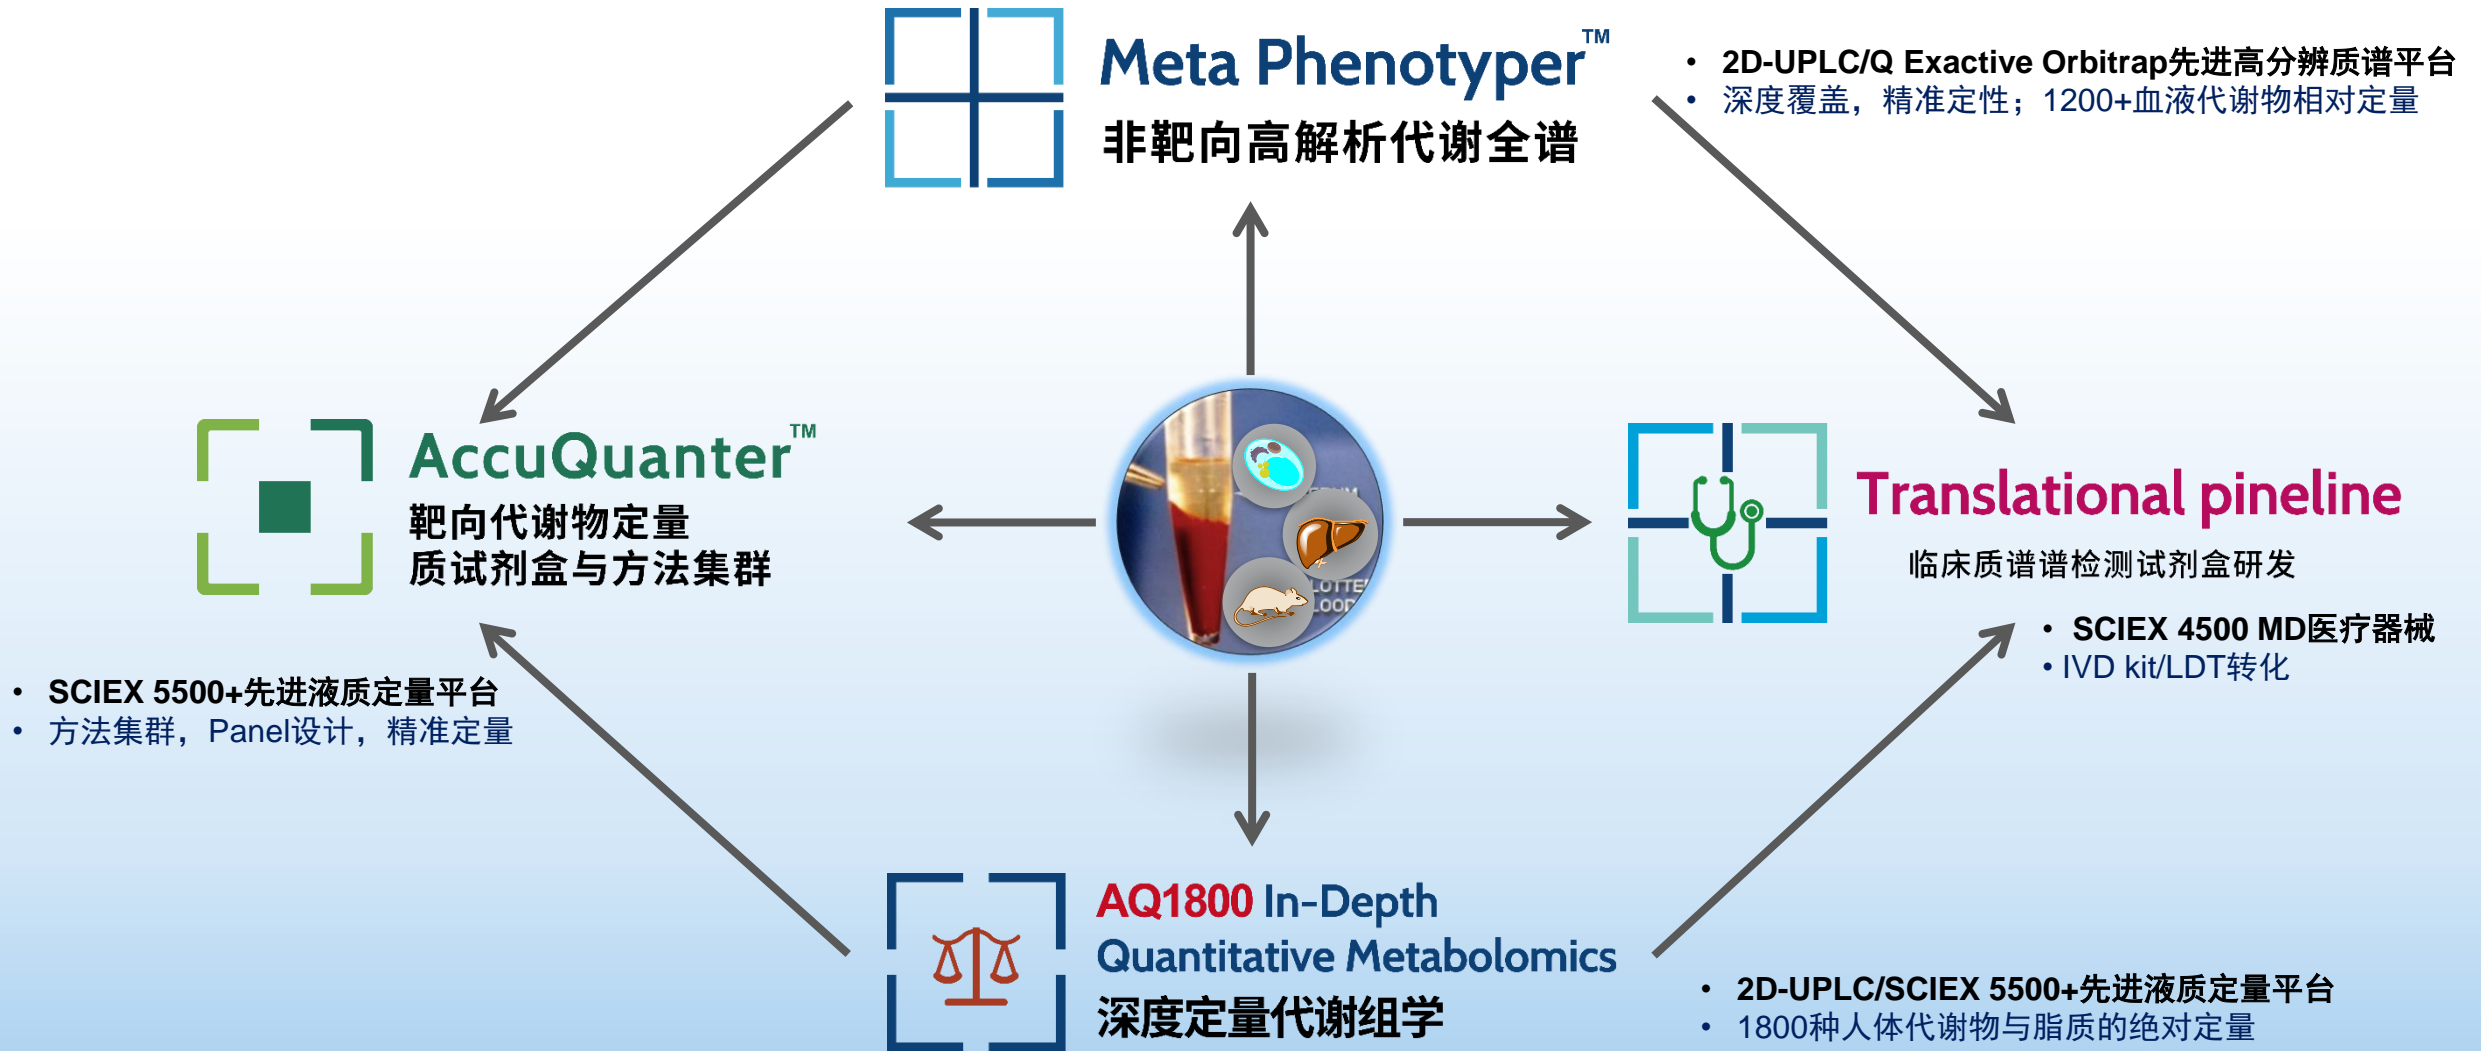 Meta Phenotyper™
非靶向高解析代谢全谱
• 2D-UPLC/Q Exactive Orbitrap先进高分辨质谱平台
• 深度覆盖，精准定性；1200+血液代谢物相对定量
AccuQuanter™
靶向代谢物定量
质试剂盒与方法集群
• SCIEX 5500+先进液质定量平台
• 方法集群，Panel设计，精准定量
LOTTE
Translational pineline
临床质谱谱检测试剂盒研发
• SCIEX 4500 MD医疗器械
• IVD kit/LDT转化
AQ1800 In-Depth
Quantitative Metabolomics
深度定量代谢组学
• 2D-UPLC/SCIEX 5500+先进液质定量平台
• 1800种人体代谢物与脂质的绝对定量